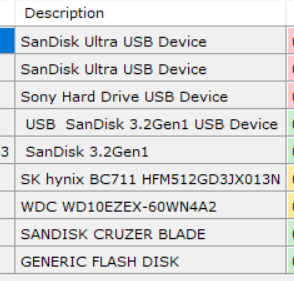 Description
SanDisk Ultra USB Device
SanDisk Ultra USB Device
Sony Hard Drive USB Device
USB  SanDisk 3.2Gen1 USB Device
3 SanDisk 3.2Gen1
SK hynix BC711 HFM512GD3JX013N
WDC WD10EZEX-60WN4A2
SANDISK CRUZER BLADE
GENERIC FLASH DISK